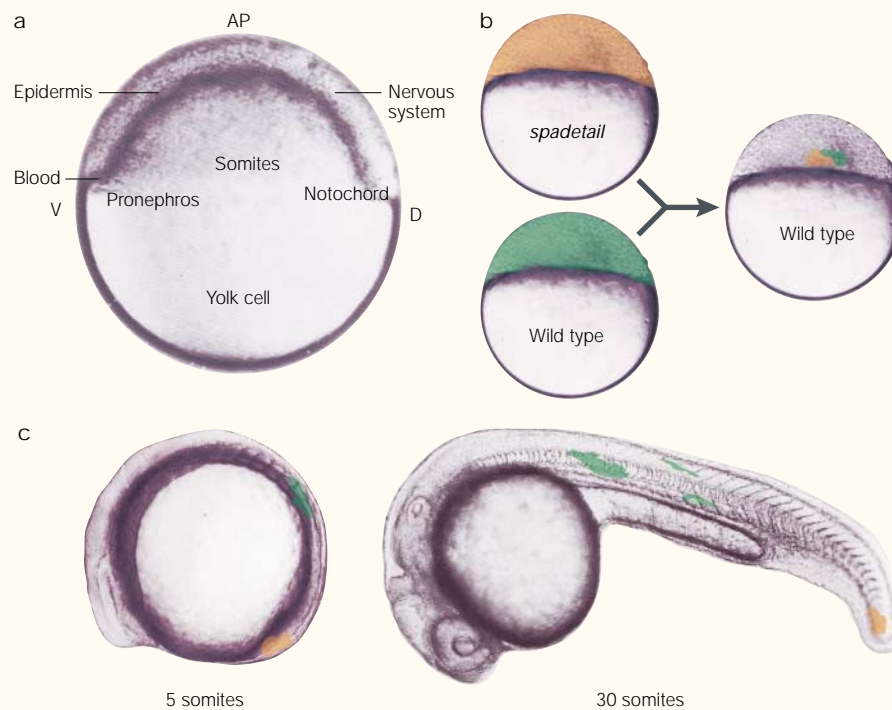 a
AP
Epidermis
Nervous
system
Blood
Somites
V
Pronephros
Notochord
D
Yolk cell
b
spadetail
Wild type
Wild type
c
5 somites
30 somites